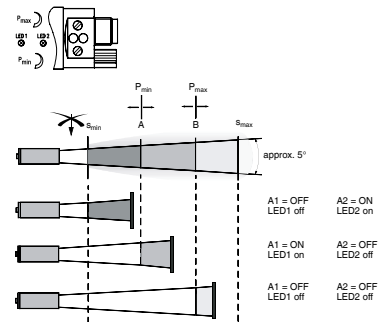 Pmax
LED1 LED2
Pmin
Pmin Pmax
smin A B smax
approx. 5°
A1 = OFF A2 = ON
LED1 off LED2 on
A1 = ON A2 = OFF
LED1 on LED2 off
A1 = OFF A2 = OFF
LED1 off LED2 off